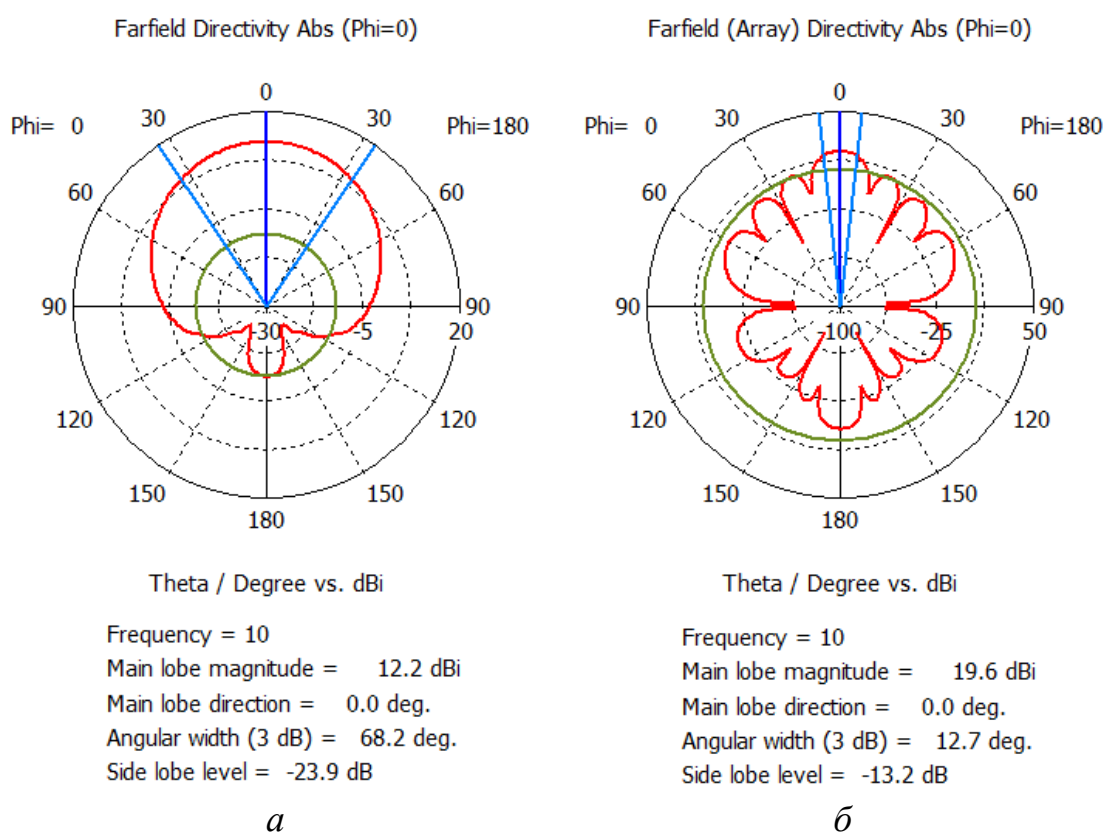 Farfield Directivity Abs (Phi=0)
0
30
30
Phi= 0
Phi=180
60
60
90
90
-30
-5
20
120
120
150
150
180
Theta / Degree vs. dBi
Frequency = 10
Main lobe magnitude = 12.2 dBi
Main lobe direction = 0.0 deg.
Angular width (3 dB) = 68.2 deg.
Side lobe level = -23.9 dB
а
Farfield (Array) Directivity Abs (Phi=0)
0
30
30
Phi= 0
Phi=180
60
60
90
90
-100
-25
50
120
120
150
150
180
Theta / Degree vs. dBi
Frequency = 10
Main lobe magnitude = 19.6 dBi
Main lobe direction = 0.0 deg.
Angular width (3 dB) = 12.7 deg.
Side lobe level = -13.2 dB
б